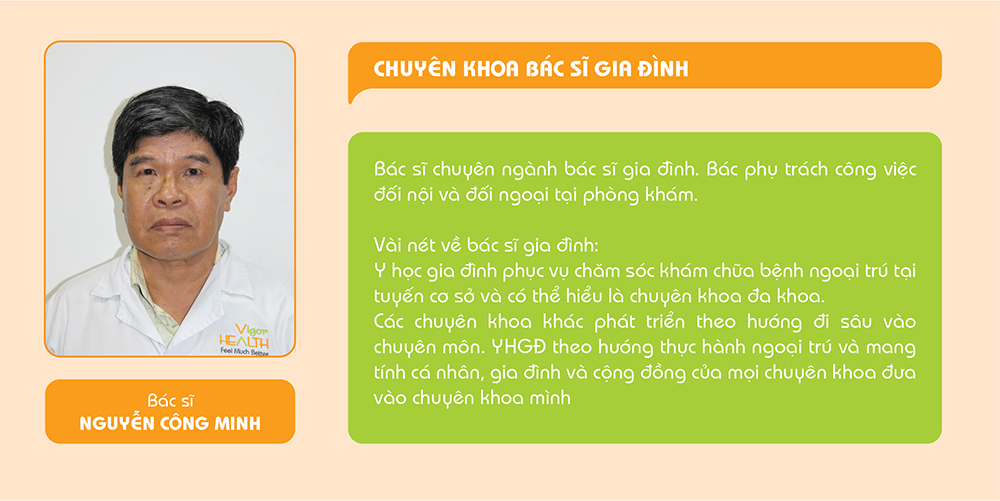 CHUYÊN KHOA BÁC SĨ GIA ĐÌNH
Bác sĩ chuyên ngành bác sĩ gia đình. Bác phụ trách công việc
đối nội và đối ngoại tại phòng khám.
Vài nét về bác sĩ gia đình:
Y học gia đình phục vụ chăm sóc khám chữa bệnh ngoại trú tại
tuyến cơ sở và có thể hiểu là chuyên khoa đa khoa.
Các chuyên khoa khác phát triển theo hướng đi sâu vào
chuyên môn. YHGĐ theo hướng thực hành ngoại trú và mang
tính cá nhân, gia đình và cộng đồng của mọi chuyên khoa đưa
vào chuyên khoa mình
Vigor
HEALTH
Feel Much Better
Bác sĩ
NGUYỄN CÔNG MINH